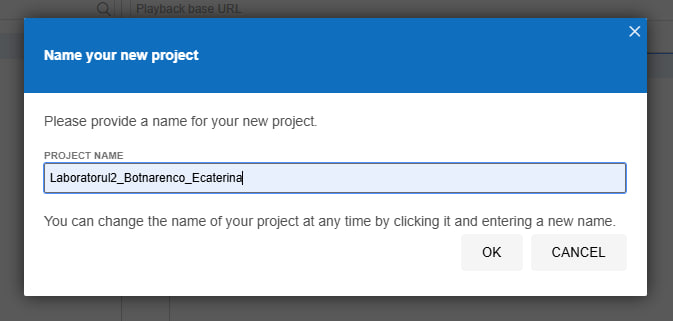 Playback base URL
Name your new project
Please provide a name for your new project.
PROJECT NAME
Laboratorul2_Botnarenco_Ecaterina
You can change the name of your project at any time by clicking it and entering a new name.
OK CANCEL